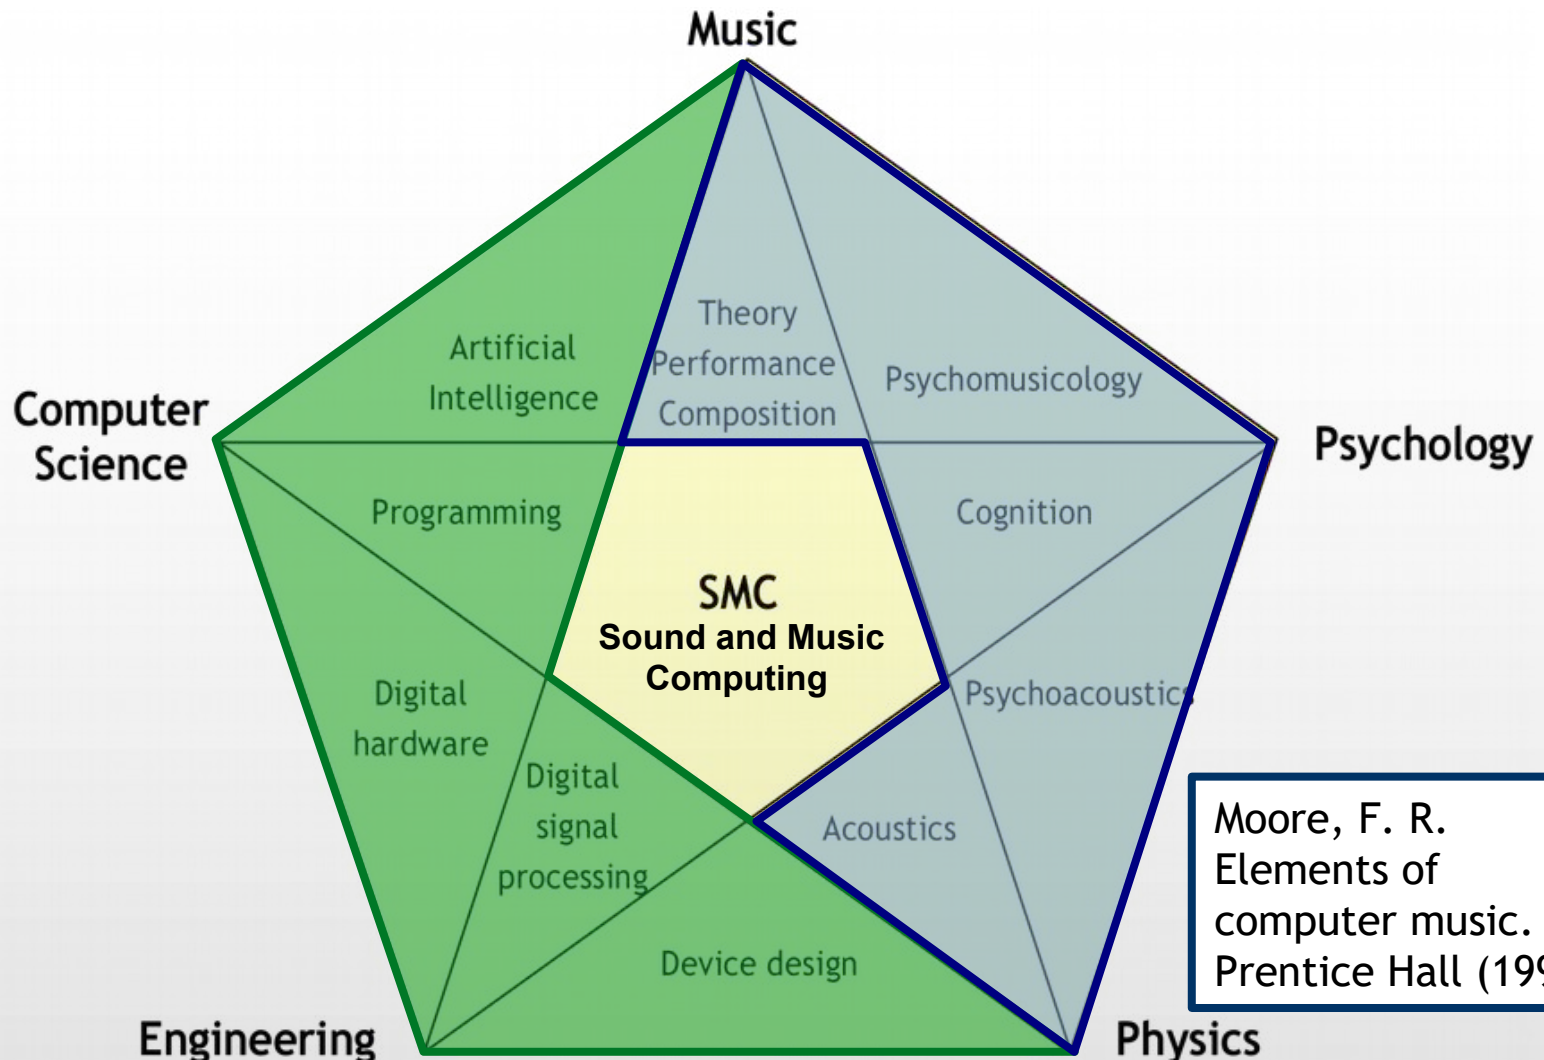 Music
Theory
Performance
Composition
Artificial
Intelligence
Psychomusicology
Computer
Science
Psychology
Programming
Cognition
SMC
Sound and Music
Computing
Digital
hardware
Psychoacoustics
Digital
signal
processing
Acoustics
Device design
Moore, F. R.
Elements of
computer music.
Prentice Hall
Engineering
Physics